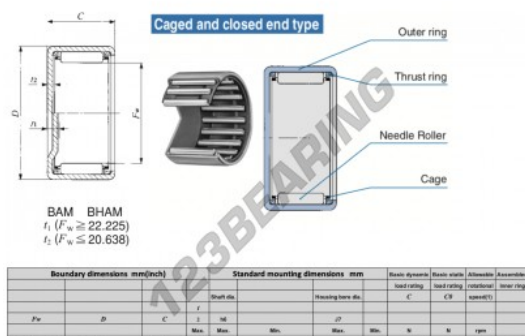 Caged and closed end type
C
Outer ring
Thrust ring
t₂
D
t₁
Fw
Needle Roller
Cage
BAM BHAM
t₁ (Fw ≧ 22.225)
t₂ (Fw ≦ 20.638)
123BEARING
Boundary dimensions mm(inch) Standard mounting dimensions mm Basic dynamic Basic static Allowable Assembled
load rating load rating rotational inner ring
Shaft dia. Housing bore dia. C C0 speed(1)
t
Fw D C
Max. Max. Min. Max. Min. N N rpm